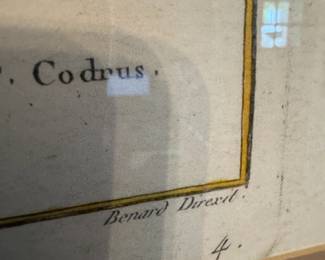 . Codrus.
Benard Direxit.
4.